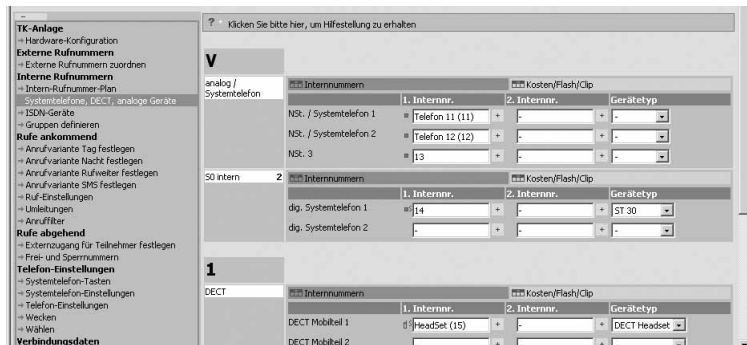 TK-Anlage
Hardware-Konfiguration
Externe Rufnummern
Externe Rufnummern zuordnen
Interne Rufnummern
Intern-Rufnummer-Plan
Systemtelefone, DECT, analoge Geräte
ISDN-Geräte
Gruppen definieren
Rufe ankommend
Anrufvariante Tag festlegen
Anrufvariante Nacht festlegen
Anrufvariante Rufweiter festlegen
Anrufvariante SMS festlegen
Ruf-Einstellungen
Umleitungen
Anruffilter
Rufe abgehend
Externzugang für Teilnehmer festlegen
Frei- und Sperrnummern
Telefon-Einstellungen
Systemtelefon-Tasten
Systemtelefon-Einstellungen
Telefon-Einstellungen
Wecken
Wählen
Verbindungsdaten
? Klicken Sie bitte hier, um Hilfestellung zu erhalten
V
analog /
Systemtelefon
Internnummern Kosten/Flash/Clip
1. Internnr. 2. Internnr. Gerätetyp
NSt. / Systemtelefon 1 Telefon 11 (11) + - + -
NSt. / Systemtelefon 2 Telefon 12 (12) + - + -
NSt. 3 13 + - + -
S0 intern 2 Internnummern Kosten/Flash/Clip
1. Internnr. 2. Internnr. Gerätetyp
dig. Systemtelefon 1 14 + - + ST 30
dig. Systemtelefon 2 - + - + -
1
DECT Internnummern Kosten/Flash/Clip
1. Internnr. 2. Internnr. Gerätetyp
DECT Mobilteil 1 HeadSet (15) + - + DECT Headset
DECT Mobilteil 2